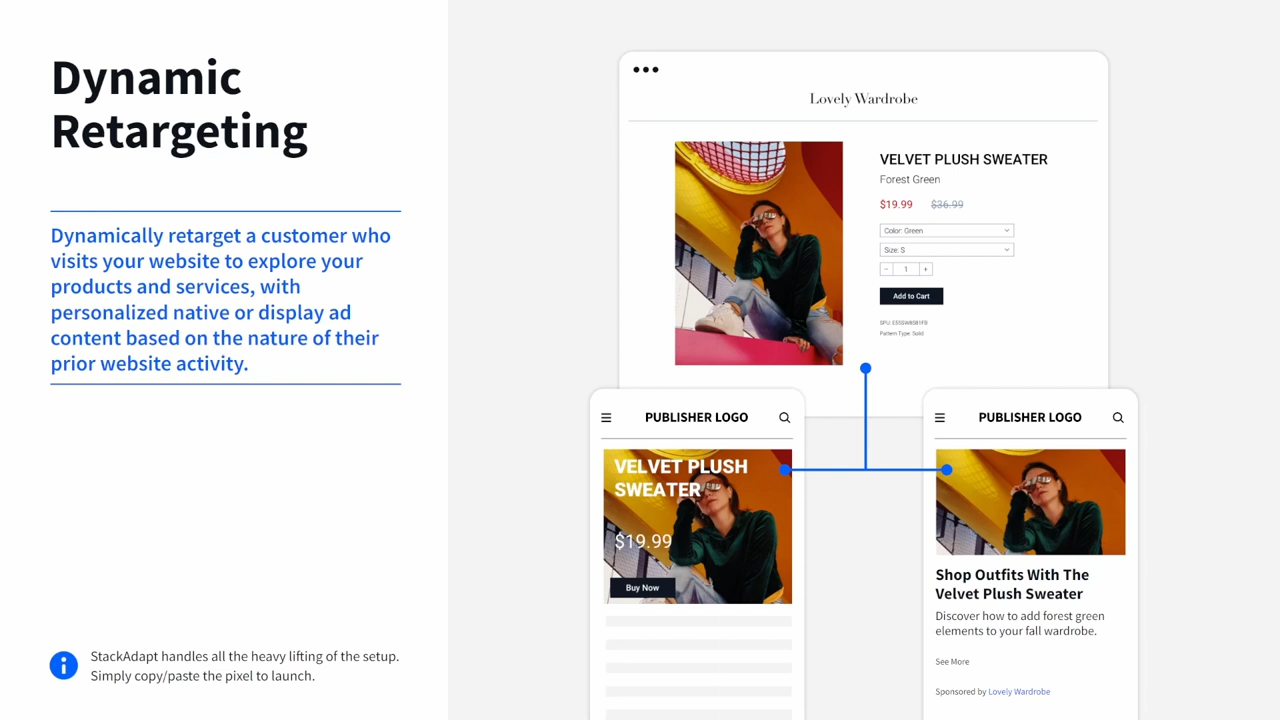 Dynamic
Retargeting
Dynamically retarget a customer who
visits your website to explore your
products and services, with
personalized native or display ad
content based on the nature of their
prior website activity.
StackAdapt handles all the heavy lifting of the setup.
Simply copy/paste the pixel to launch.
Lovely Wardrobe
VELVET PLUSH SWEATER
Forest Green
$19.99 $36.99
Color: Green
Size: S
− 1 +
Add to Cart
Pattern Type: Solid
PUBLISHER LOGO
VELVET PLUSH
SWEATER
$19.99
Buy Now
PUBLISHER LOGO
Shop Outfits With The
Velvet Plush Sweater
Discover how to add forest green
elements to your fall wardrobe.
See More
Sponsored by Lovely Wardrobe